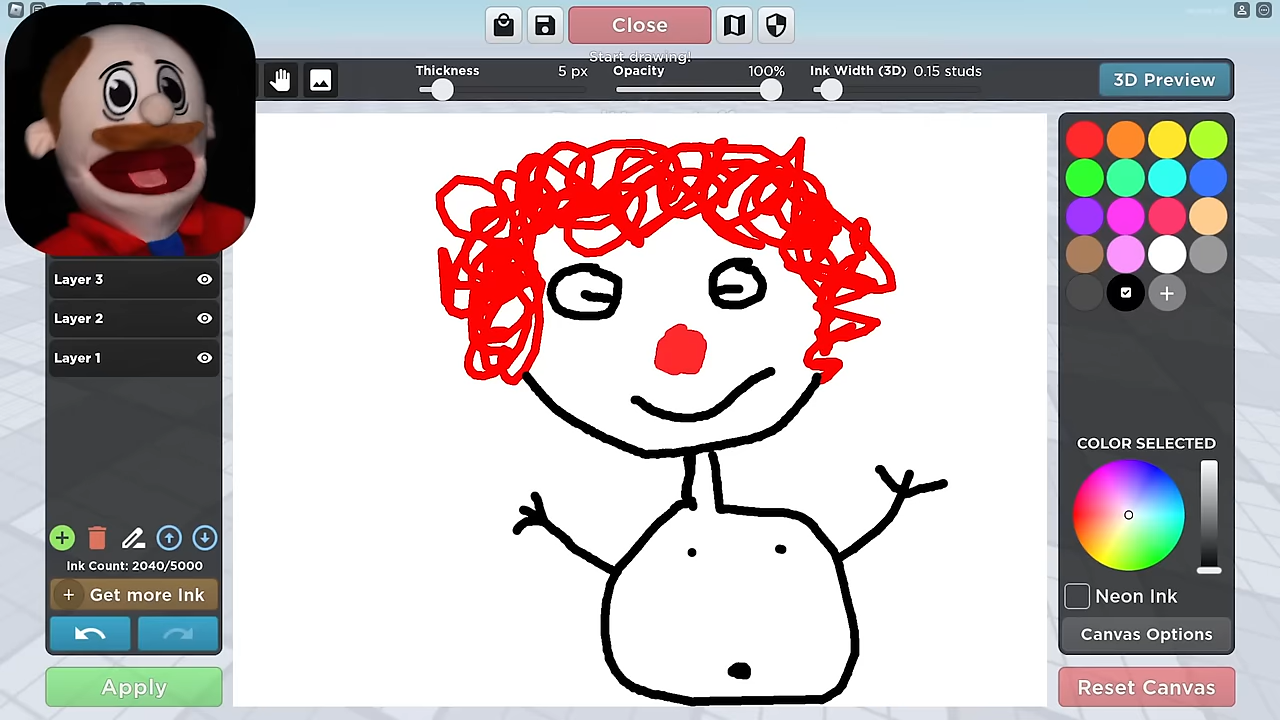 Close
Start drawing!
Thickness 5 px Opacity 100% Ink Width (3D) 0.15 studs
3D Preview
Layer 3
Layer 2
Layer 1
Ink Count: 2040/5000
+ Get more Ink
Apply
COLOR SELECTED
Neon Ink
Canvas Options
Reset Canvas